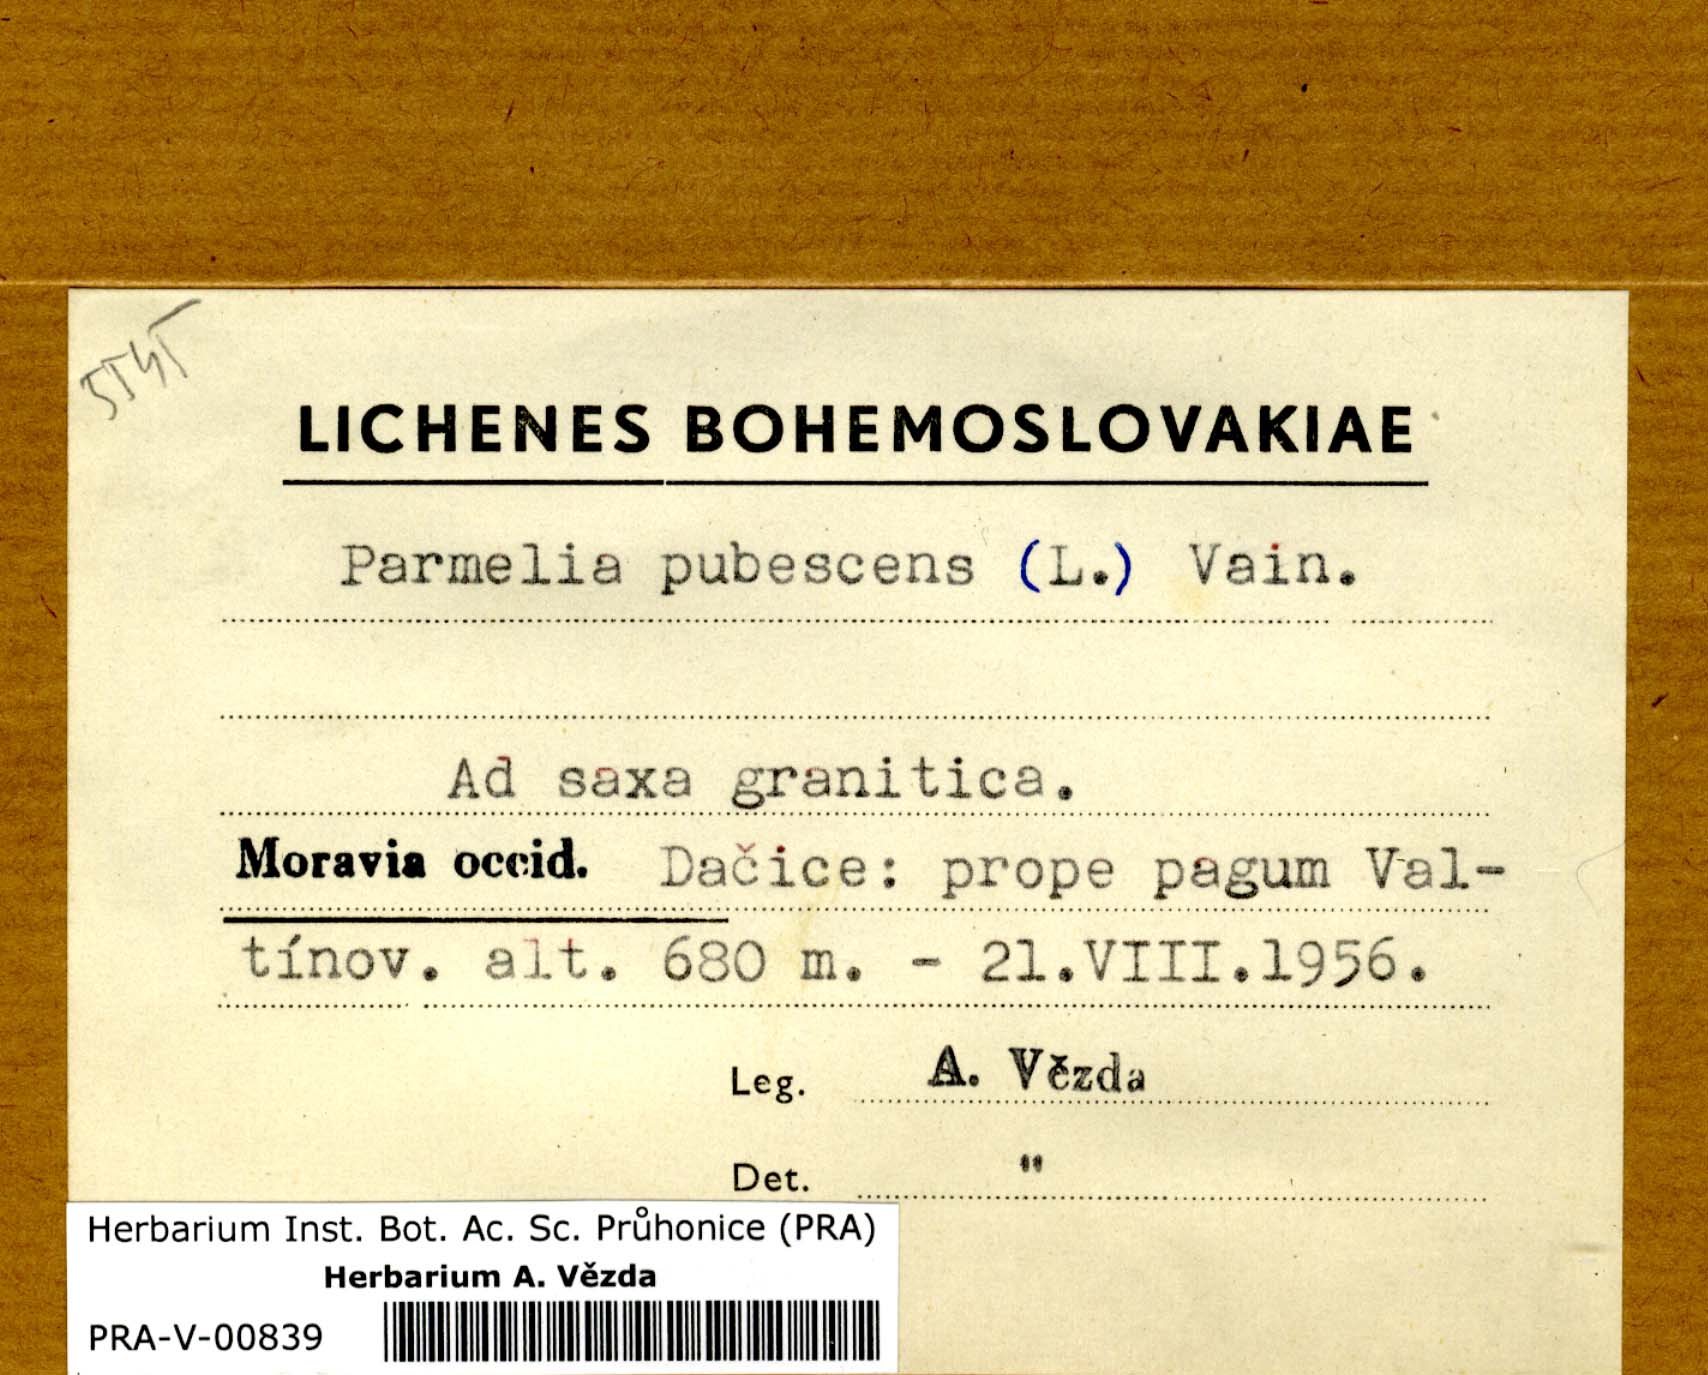 LICHENES BOHEMOSLOVAKIAE
Parmelia pubescens (L.) Vain.
Ad saxa granitica.
Moravia occid. Dačice: prope pagum Val-
tínov. alt. 680 m. - 21.VIII.1956.
Leg. A. Vězda
Det. "
Herbarium Inst. Bot. Ac. Sc. Průhonice (PRA)
Herbarium A. Vězda
PRA-V-00839